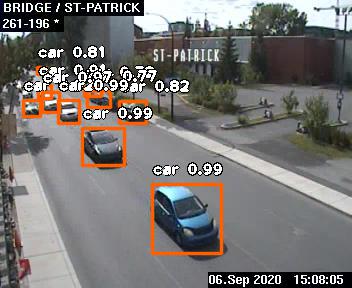 BRIDGE / ST-PATRICK
261-196 *
ST-PATRICK
car 0.81
car 0.82
car 0.99
car 0.99
06.Sep 2020 15:08:05